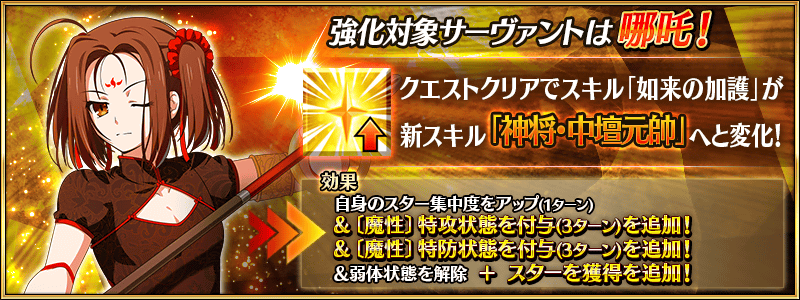 強化対象サーヴァントは 哪吒！
クエストクリアでスキル「如来の加護」が
新スキル「神将・中壇元帥」へと変化！
効果
自身のスター集中度をアップ(1ターン)
&〔魔性〕特攻状態を付与(3ターン)を追加！
&〔魔性〕特防状態を付与(3ターン)を追加！
&弱体状態を解除 ＋ スターを獲得を追加！